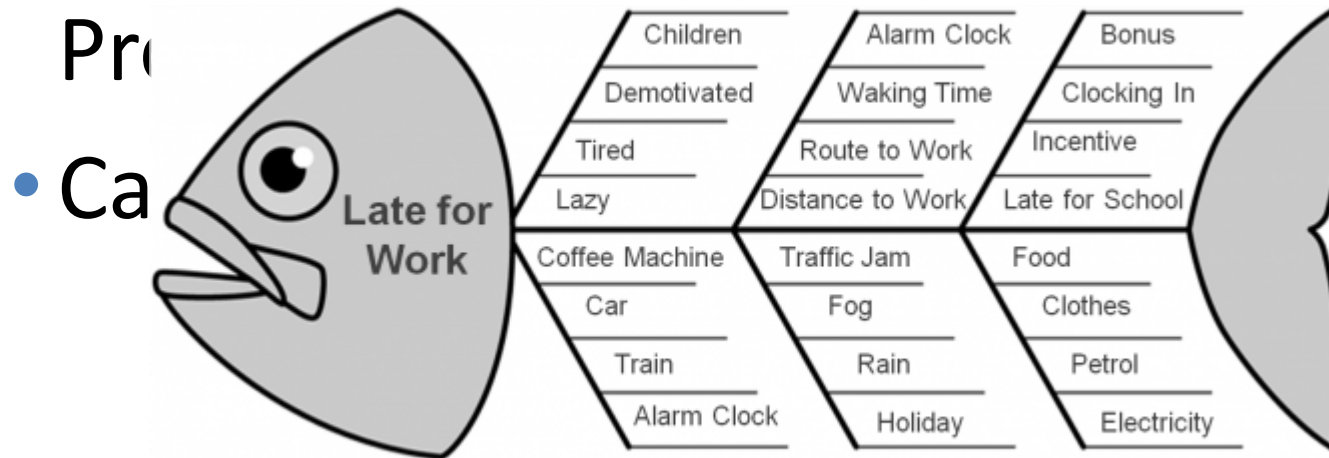 Pr
Ca
Late for
Work
Children
Demotivated
Tired
Lazy
Alarm Clock
Waking Time
Route to Work
Distance to Work
Bonus
Clocking In
Incentive
Late for School
Coffee Machine
Car
Train
Alarm Clock
Traffic Jam
Fog
Rain
Holiday
Food
Clothes
Petrol
Electricity